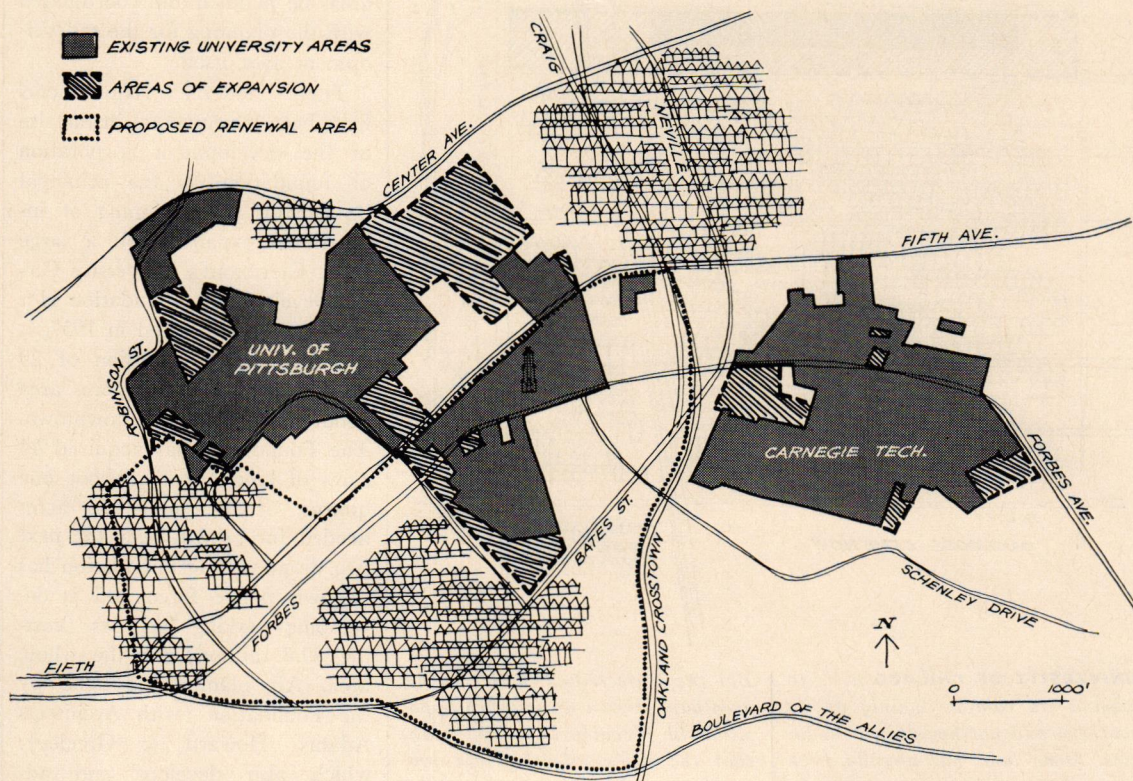 EXISTING UNIVERSITY AREAS
AREAS OF EXPANSION
PROPOSED RENEWAL AREA
CRAIG
NEVILLE
CENTER AVE.
FIFTH AVE.
ROBINSON ST.
UNIV. OF
PITTSBURGH
CARNEGIE TECH.
FORBES AVE.
BATES ST.
OAKLAND CROSSTOWN
SCHENLEY DRIVE
FORBES
FIFTH
BOULEVARD OF THE ALLIES
N
0 1000'